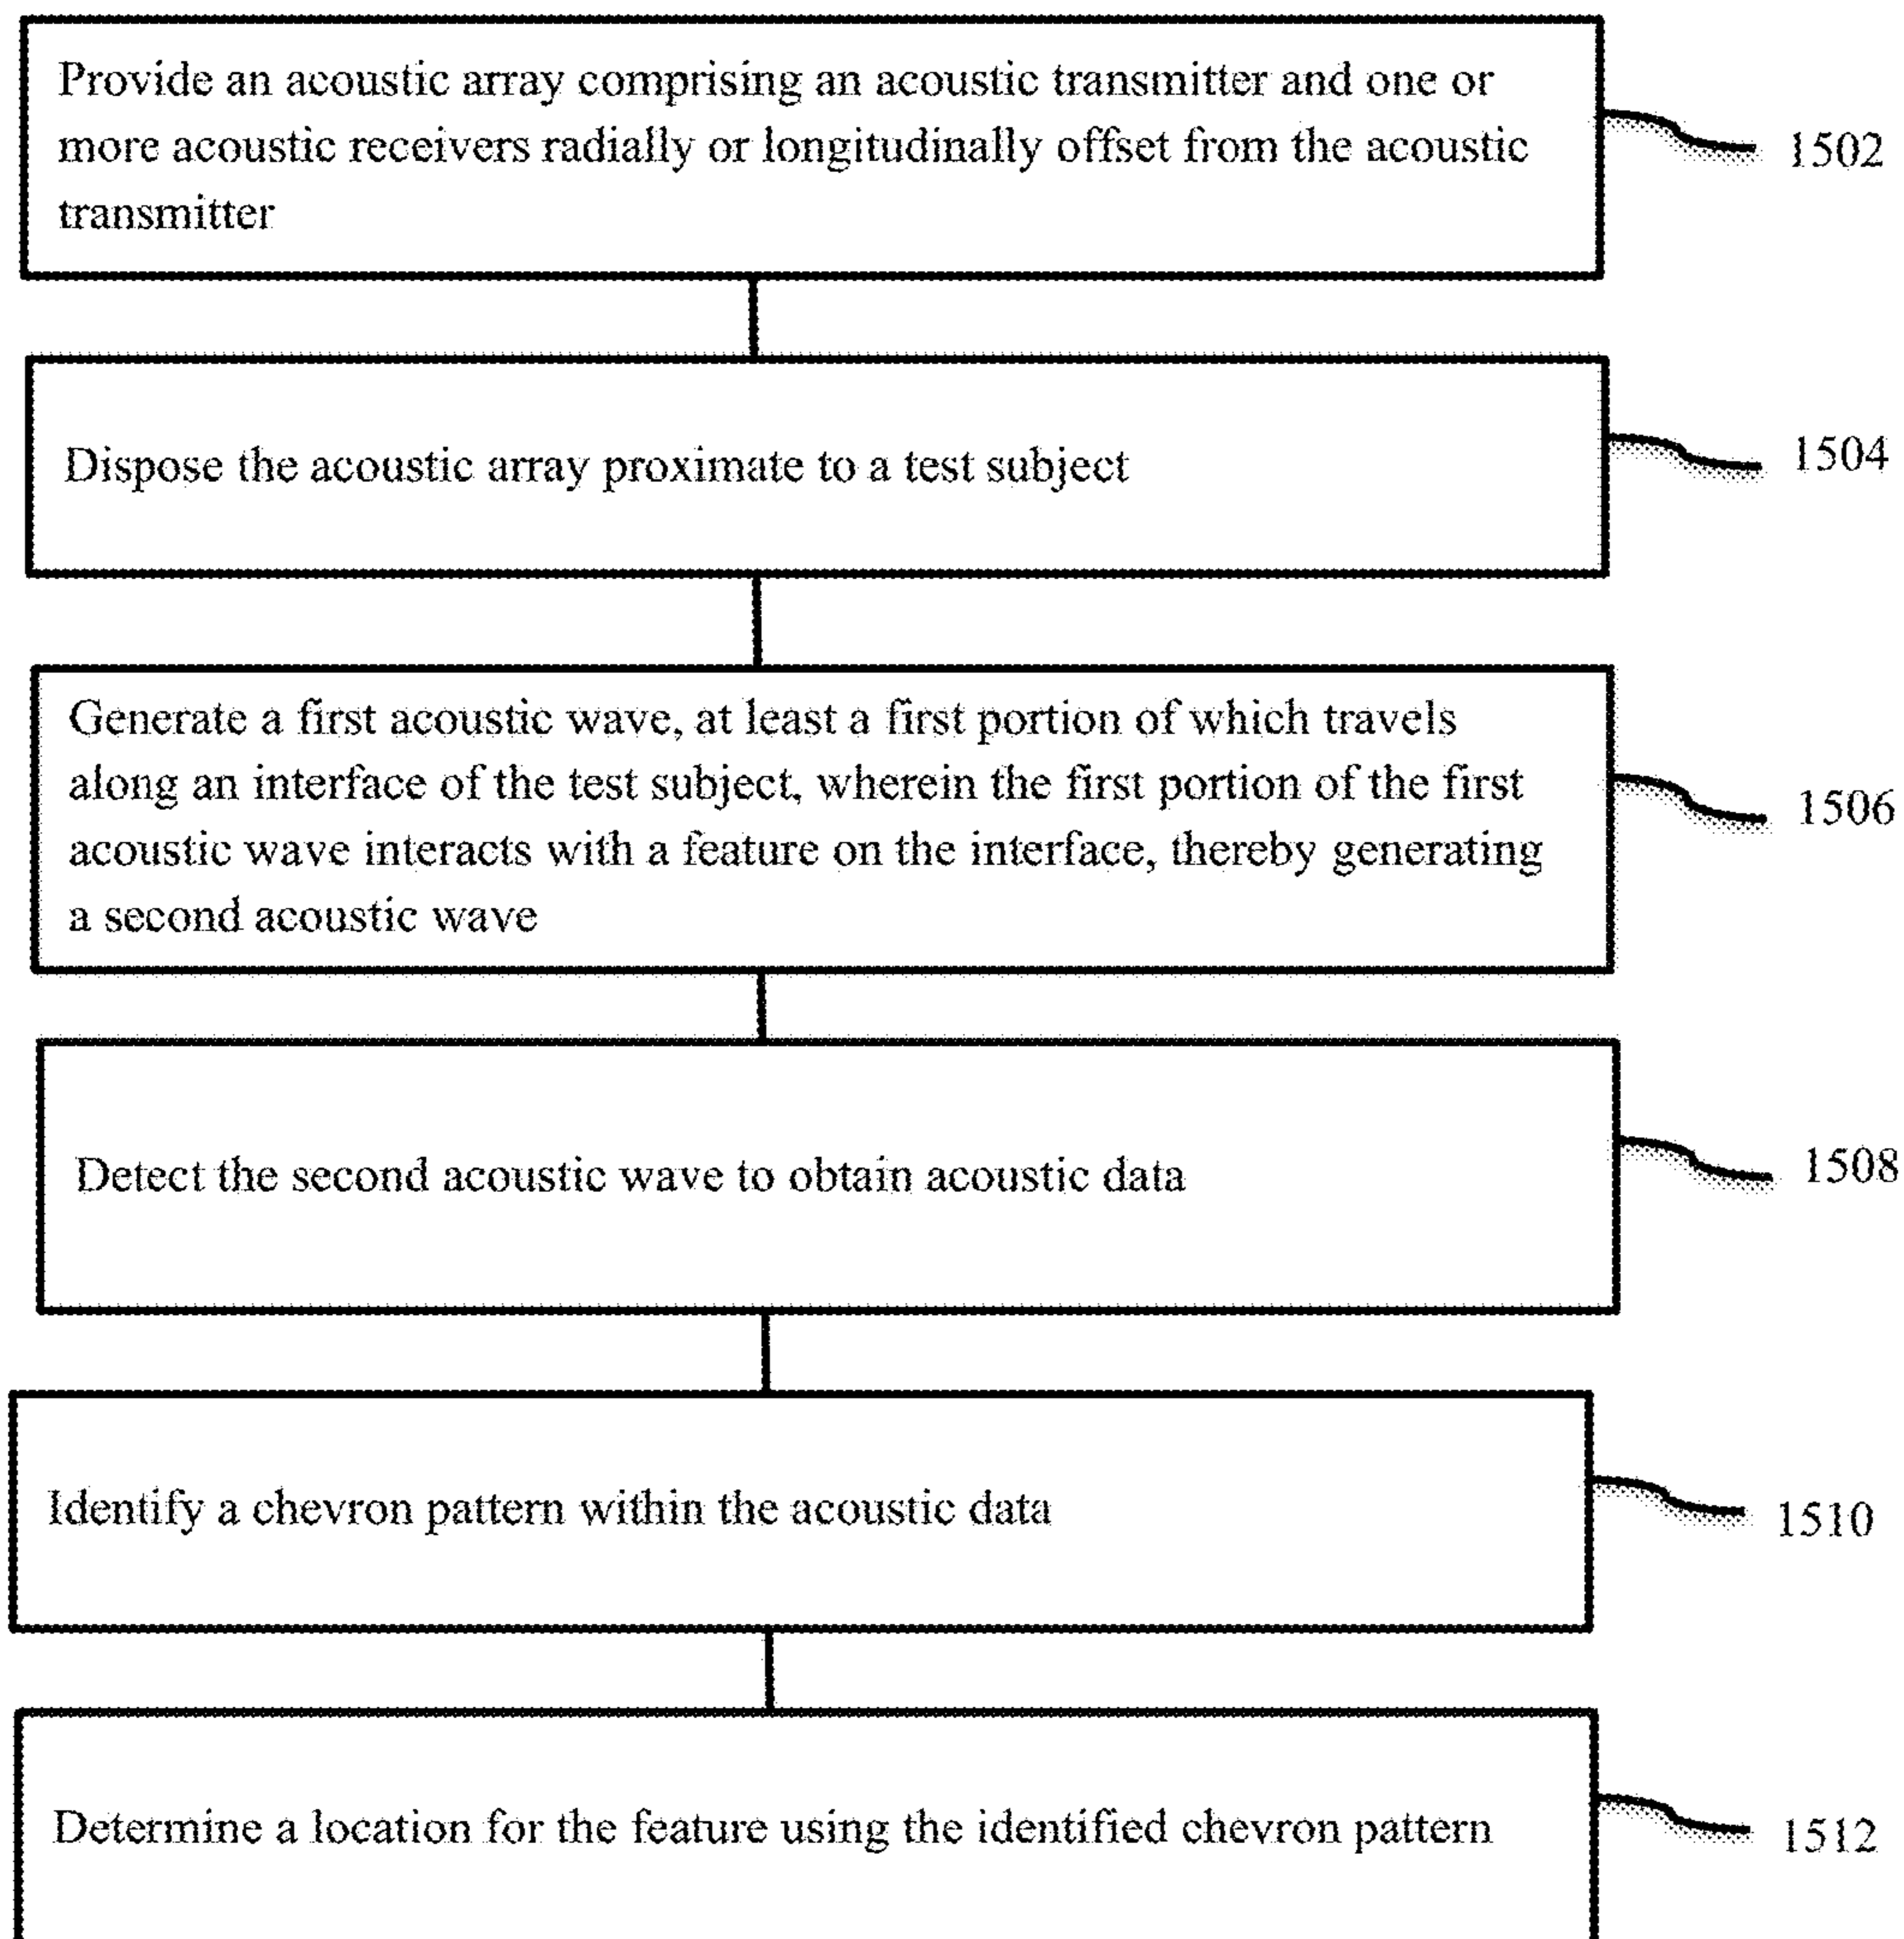 Provide an acoustic array comprising an acoustic transmitter and one or
more acoustic receivers radially or longitudinally offset from the acoustic
transmitter
1502
Dispose the acoustic array proximate to a test subject
1504
Generate a first acoustic wave, at least a first portion of which travels
along an interface of the test subject, wherein the first portion of the first
acoustic wave interacts with a feature on the interface, thereby generating
a second acoustic wave
1506
Detect the second acoustic wave to obtain acoustic data
1508
Identify a chevron pattern within the acoustic data
1510
Determine a location for the feature using the identified chevron pattern
1512